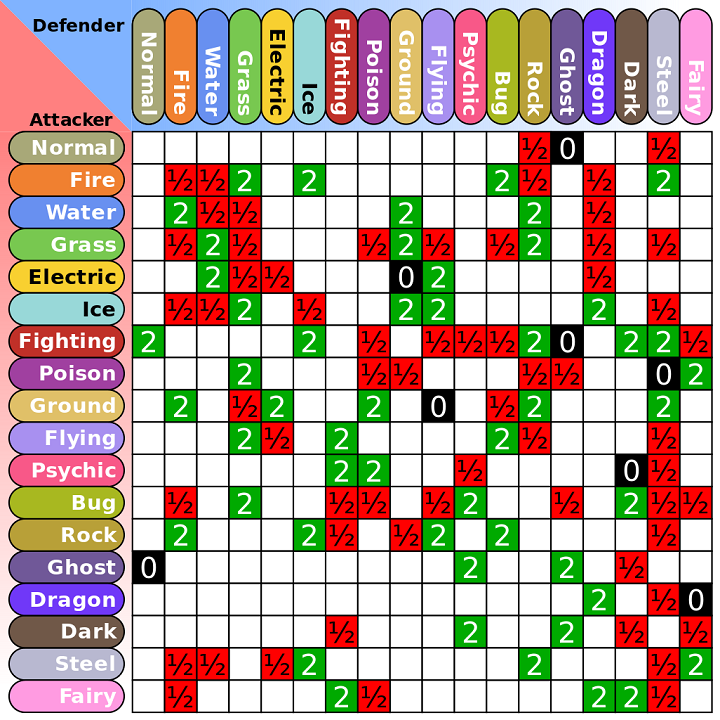 Defender
Attacker
Normal Fire Water Grass Electric Ice Fighting Poison Ground Flying Psychic Bug Rock Ghost Dragon Dark Steel Fairy
Normal ½ 0 ½
Fire ½ ½ 2 2 2 ½ ½ 2
Water 2 ½ ½ 2 2 ½
Grass ½ 2 ½ ½ 2 ½ ½ 2 ½ ½
Electric 2 ½ ½ 0 2 ½
Ice ½ ½ 2 ½ 2 2 2 ½
Fighting 2 2 ½ ½ ½ ½ 2 0 2 2 ½
Poison 2 ½ ½ ½ ½ 0 2
Ground 2 ½ 2 2 0 ½ 2 2
Flying 2 ½ 2 2 ½ ½
Psychic 2 2 ½ 0 ½
Bug ½ 2 ½ ½ ½ 2 ½ 2 ½ ½
Rock 2 2 ½ ½ 2 2 ½
Ghost 0 2 2 ½
Dragon 2 ½ 0
Dark ½ 2 2 ½ ½
Steel ½ ½ ½ 2 2 ½ 2
Fairy ½ 2 ½ 2 2 ½